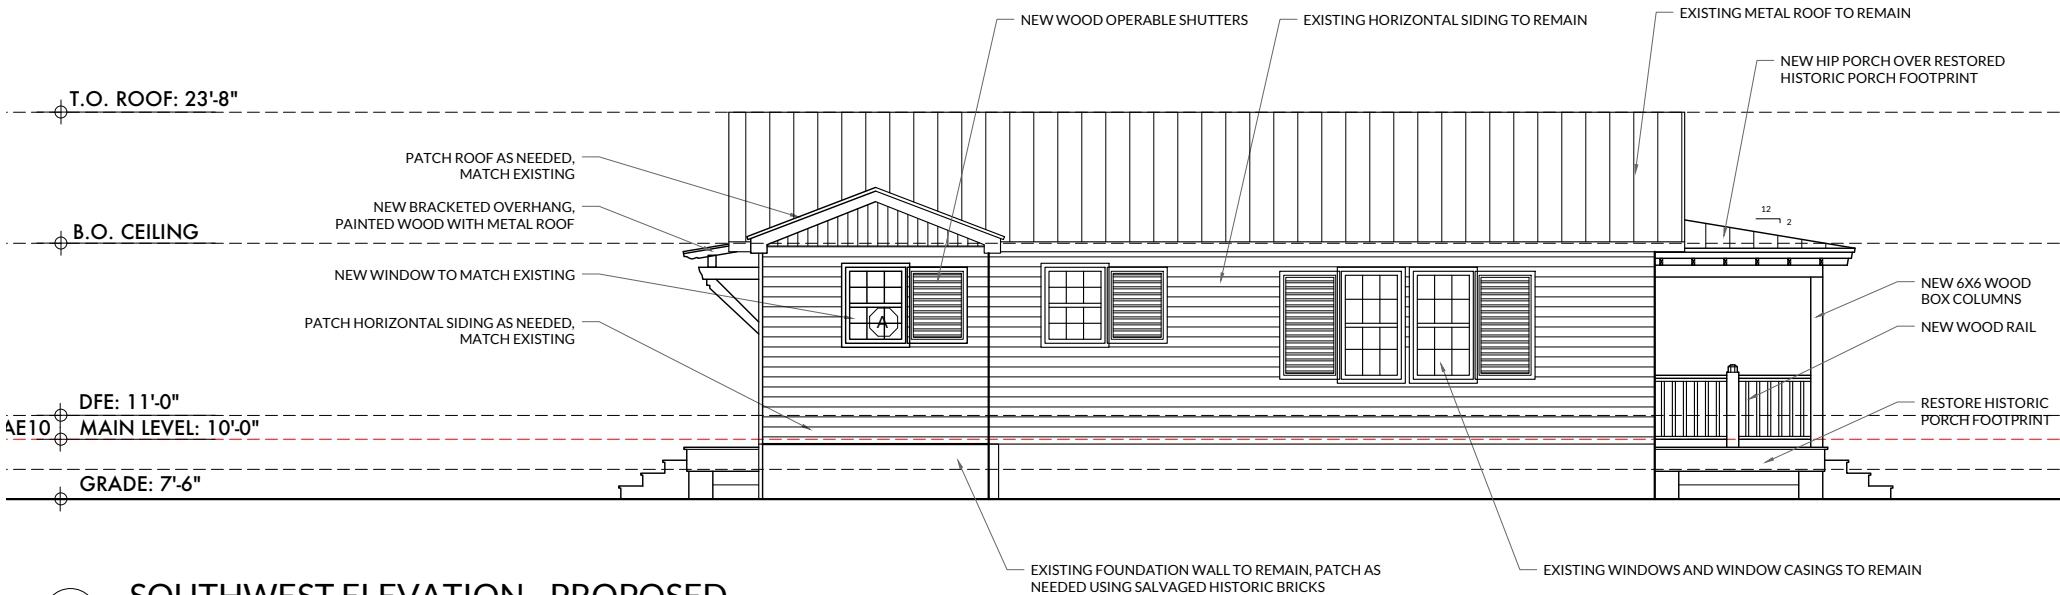 NEW WOOD OPERABLE SHUTTERS
EXISTING HORIZONTAL SIDING TO REMAIN
EXISTING METAL ROOF TO REMAIN
NEW HIP PORCH OVER RESTORED
HISTORIC PORCH FOOTPRINT
T.O. ROOF: 23'-8"
PATCH ROOF AS NEEDED,
MATCH EXISTING
NEW BRACKETED OVERHANG,
PAINTED WOOD WITH METAL ROOF
12
2
B.O. CEILING
NEW WINDOW TO MATCH EXISTING
NEW 6X6 WOOD
BOX COLUMNS
A
PATCH HORIZONTAL SIDING AS NEEDED,
MATCH EXISTING
NEW WOOD RAIL
DFE: 11'-0"
RESTORE HISTORIC
PORCH FOOTPRINT
AE10
MAIN LEVEL: 10'-0"
GRADE: 7'-6"
EXISTING FOUNDATION WALL TO REMAIN, PATCH AS
NEEDED USING SALVAGED HISTORIC BRICKS
EXISTING WINDOWS AND WINDOW CASINGS TO REMAIN
SOUTHWEST ELEVATION - PROPOSED